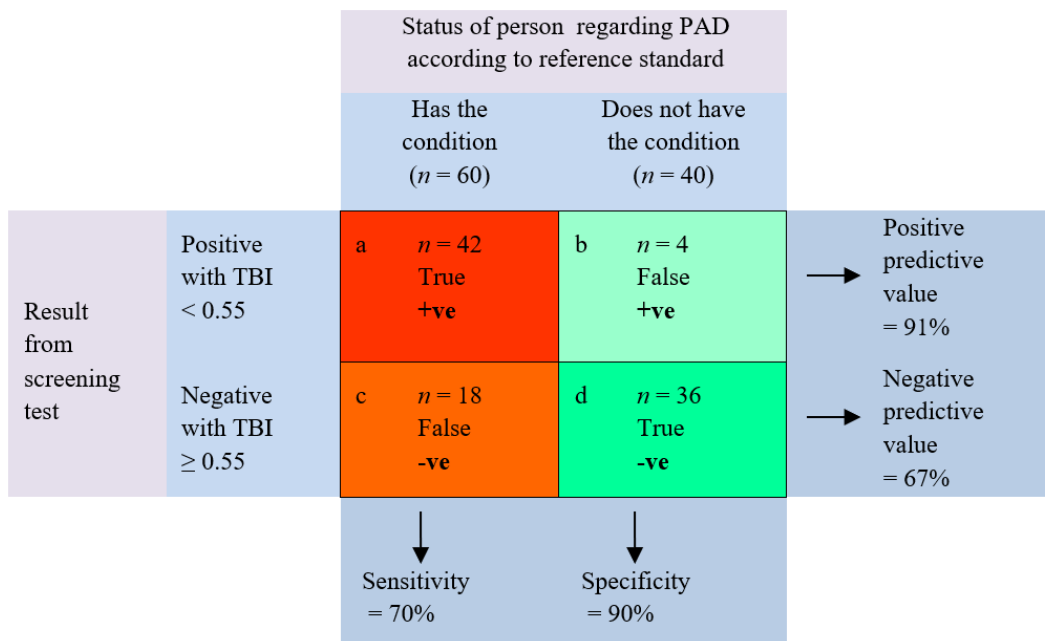 Status of person regarding PAD
according to reference standard
Has the
condition
(n = 60)
Does not have
the condition
(n = 40)
Result
from
screening
test
Positive
with TBI
< 0.55
a n = 42
True
+ve
b n = 4
False
+ve
Positive
predictive
value
= 91%
Negative
with TBI
≥ 0.55
c n = 18
False
-ve
d n = 36
True
-ve
Negative
predictive
value
= 67%
Sensitivity
= 70%
Specificity
= 90%